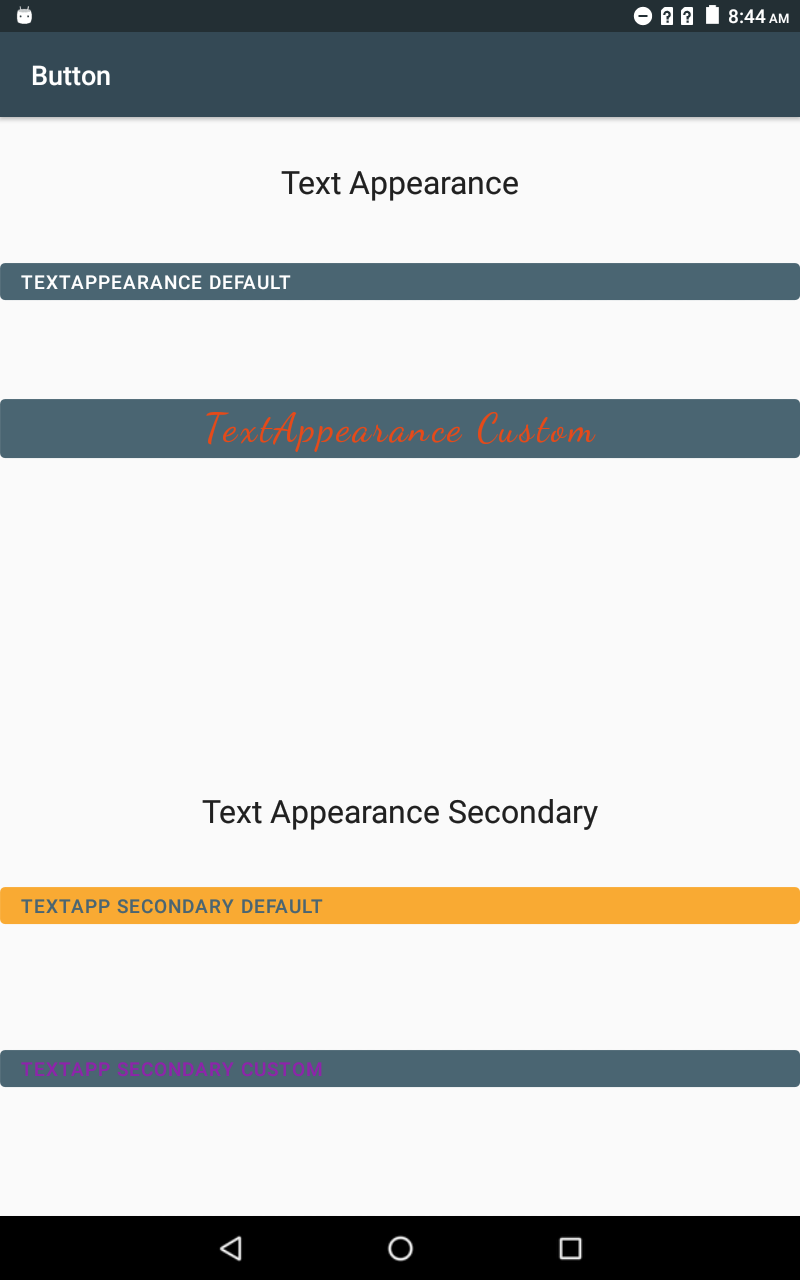 8:44 AM
Button
Text Appearance
TEXTAPPEARANCE DEFAULT
TextAppearance Custom
Text Appearance Secondary
TEXTAPP SECONDARY DEFAULT
TEXTAPP SECONDARY CUSTOM